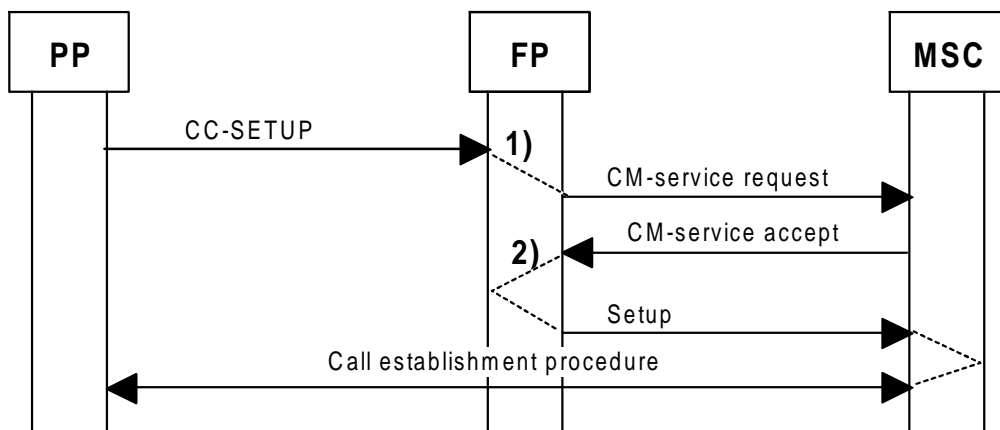 PP
FP
MSC
CC-SETUP
1)
CM-service request
CM-service accept
2)
Setup
Call establishment procedure